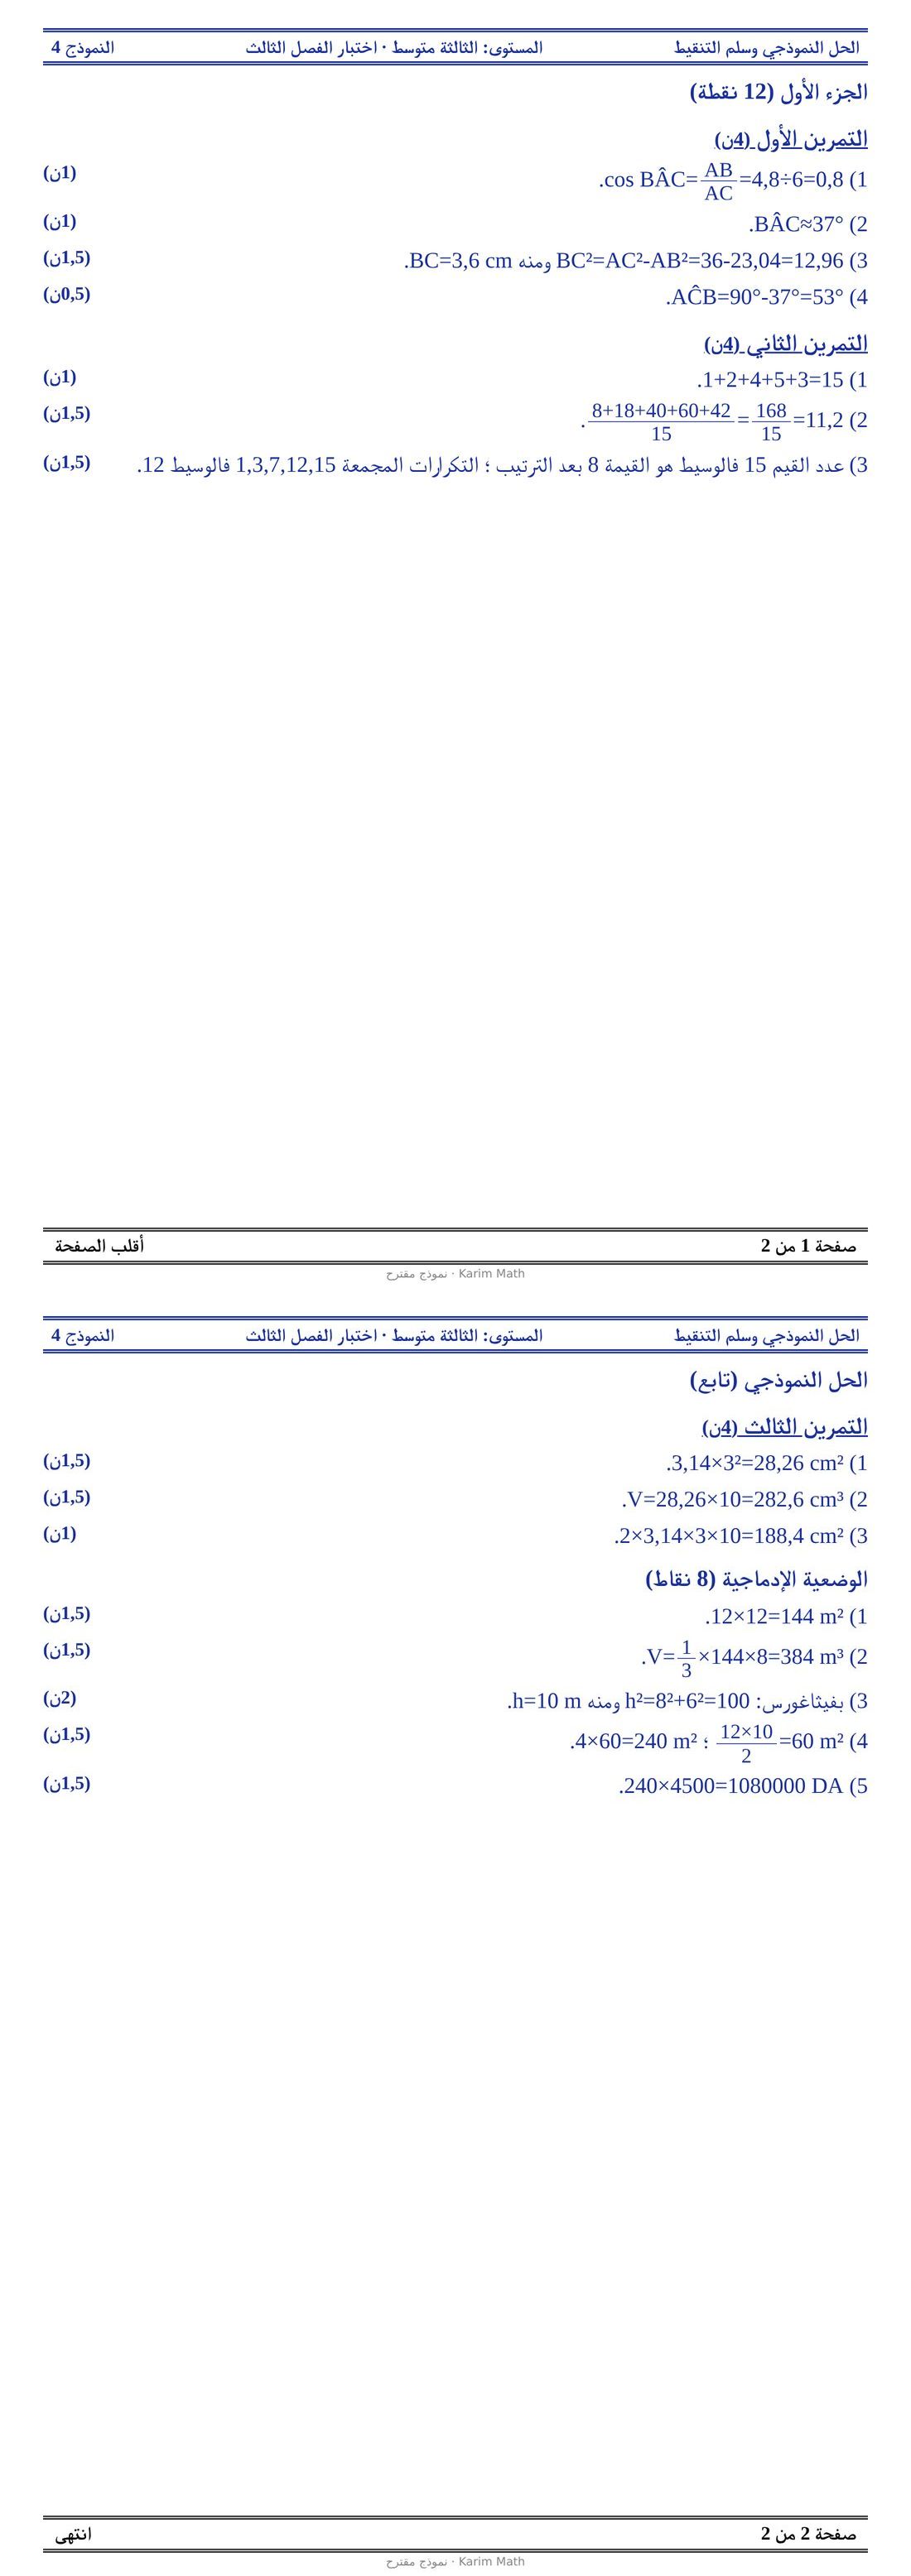 الحل النموذجي وسلم التنقيط المستوى: الثالثة متوسط · اختبار الفصل الثالث النموذج 4
الجزء الأول (12 نقطة)
التمرين الأول (4ن)
1) cos BÂC=AB/AC=4,8÷6=0,8. (1ن)
2) BÂC≈37°. (1ن)
3) BC²=AC²-AB²=36-23,04=12,96 ومنه BC=3,6 cm. (1,5ن)
4) AĈB=90°-37°=53°. (0,5ن)
التمرين الثاني (4ن)
1) 1+2+4+5+3=15. (1ن)
2) 8+18+40+60+42/15=168/15=11,2. (1,5ن)
3) عدد القيم 15 فالوسيط هو القيمة 8 بعد الترتيب ؛ التكرارات المجمعة 1,3,7,12,15 فالوسيط 12. (1,5ن)
صفحة 1 من 2 أقلب الصفحة
Karim Math · نموذج مقترح
الحل النموذجي وسلم التنقيط المستوى: الثالثة متوسط · اختبار الفصل الثالث النموذج 4
الحل النموذجي (تابع)
التمرين الثالث (4ن)
1) 3,14×3²=28,26 cm². (1,5ن)
2) V=28,26×10=282,6 cm³. (1,5ن)
3) 2×3,14×3×10=188,4 cm². (1ن)
الوضعية الإدماجية (8 نقاط)
1) 12×12=144 m². (1,5ن)
2) V=1/3×144×8=384 m³. (1,5ن)
3) بفيثاغورس: h²=8²+6²=100 ومنه h=10 m. (2ن)
4) 12×10/2=60 m² ؛ 4×60=240 m². (1,5ن)
5) 240×4500=1080000 DA. (1,5ن)
صفحة 2 من 2 انتهى
Karim Math · نموذج مقترح